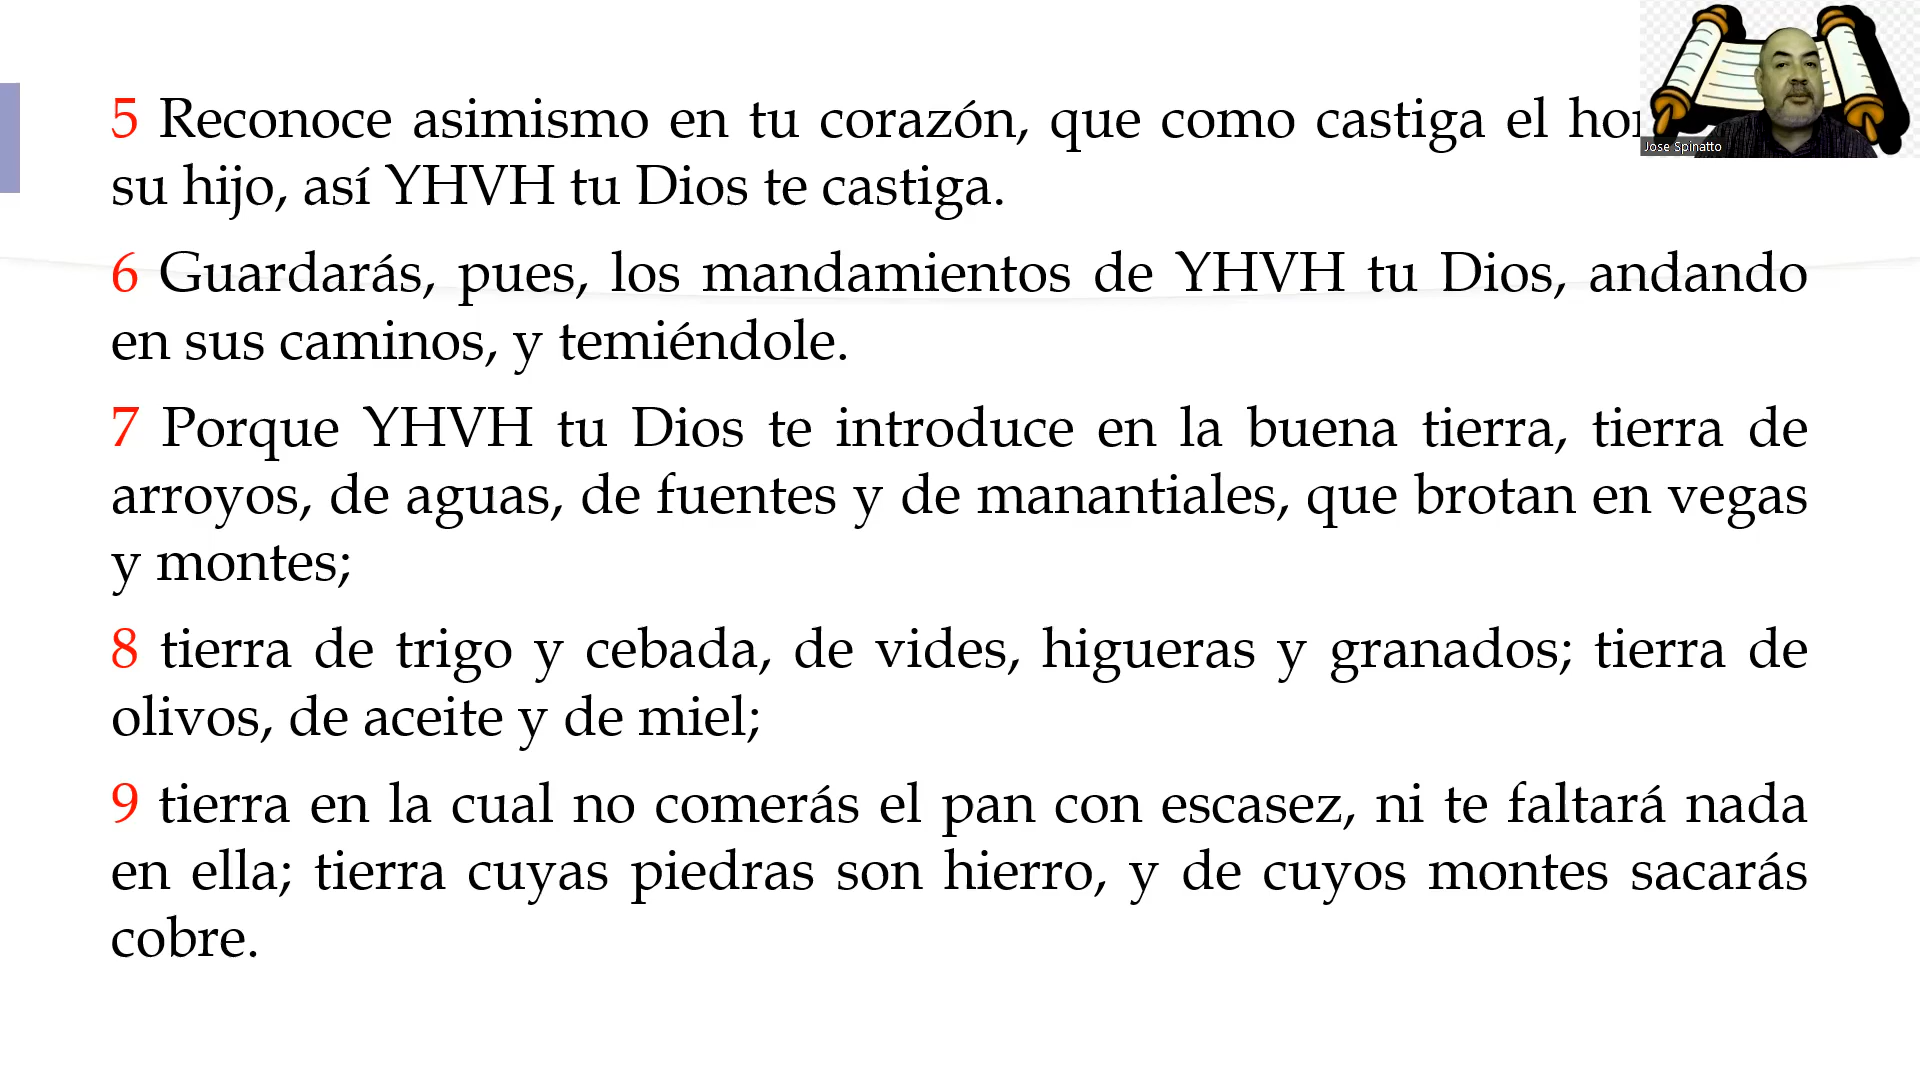 5 Reconoce asimismo en tu corazón, que como castiga el
su hijo, así YHVH tu Dios te castiga.
6 Guardarás, pues, los mandamientos de YHVH tu Dios, andando
en sus caminos, y temiéndole.
7 Porque YHVH tu Dios te introduce en la buena tierra, tierra de
arroyos, de aguas, de fuentes y de manantiales, que brotan en vegas
y montes;
8 tierra de trigo y cebada, de vides, higueras y granados; tierra de
olivos, de aceite y de miel;
9 tierra en la cual no comerás el pan con escasez, ni te faltará nada
en ella; tierra cuyas piedras son hierro, y de cuyos montes sacarás
cobre.
Jose Spinatto